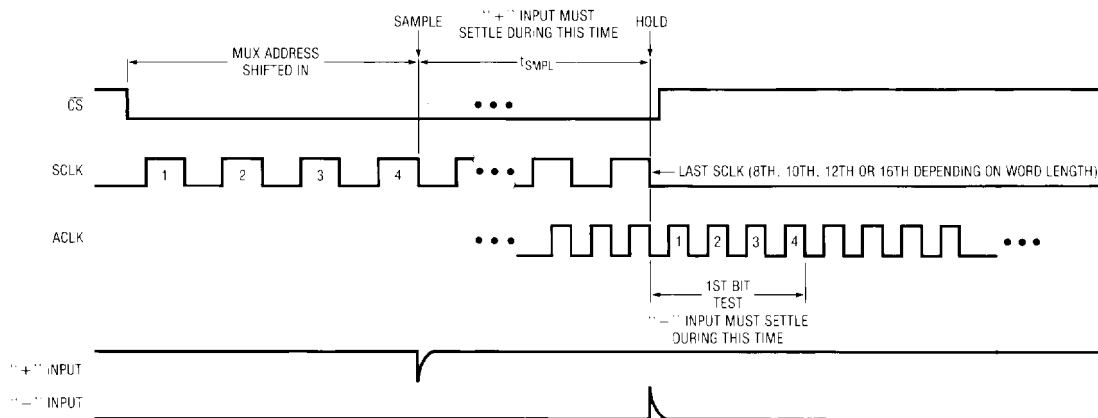 SAMPLE
"+" INPUT MUST
SETTLE DURING THIS TIME
HOLD
MUX ADDRESS
SHIFTED IN
tSMPL
CS
SCLK
1 2 3 4
LAST SCLK (8TH, 10TH, 12TH OR 16TH DEPENDING ON WORD LENGTH)
ACLK
1 2 3 4
1ST BIT
TEST
"−" INPUT MUST SETTLE
DURING THIS TIME
"+" INPUT
"−" INPUT